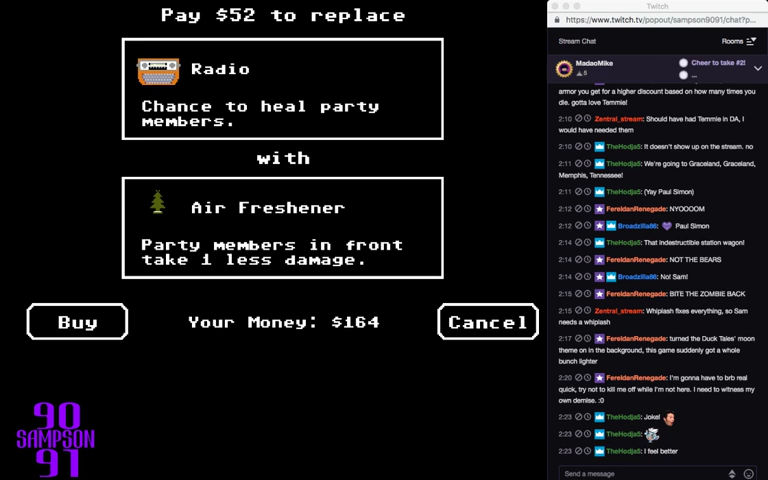 Pay $52 to replace
Radio
Chance to heal party
members.
with
Air Freshener
Party members in front
take 1 less damage.
Buy
Your Money: $164
Cancel
90
SAMPSON
91
Twitch
https://www.twitch.tv/popout/sampson9091/chat?p...
Stream Chat
Rooms
MadaoMike
6
Cheer to take #2!
...
armor you get for a higher discount based on how many times you
die. gotta love Temmie!
2:10 Zentral_stream: Should have had Temmie in DA, I
would have needed them
2:10 TheHodja5: It doesn't show up on the stream. no
2:11 TheHodja5: We're going to Graceland, Graceland,
Memphis, Tennessee!
2:11 TheHodja5: (Yay Paul Simon)
2:12 FereldanRenegade: NYOOOOM
2:12 Broadzilla86: Paul Simon
2:14 TheHodja5: That indestructible station wagon!
2:14 FereldanRenegade: NOT THE BEARS
2:14 Broadzilla86: No! Sam!
2:15 FereldanRenegade: BITE THE ZOMBIE BACK
2:15 Zentral_stream: Whiplash fixes everything, so Sam
needs a whiplash
2:17 FereldanRenegade: turned the Duck Tales' moon
theme on in the background, this game suddenly got a whole
bunch lighter
2:20 FereldanRenegade: I'm gonna have to brb real
quick, try not to kill me off while I'm not here. I need to witness my
own demise. :0
2:23 TheHodja5: Joke!
2:23 TheHodja5:
2:23 TheHodja5: I feel better
Send a message